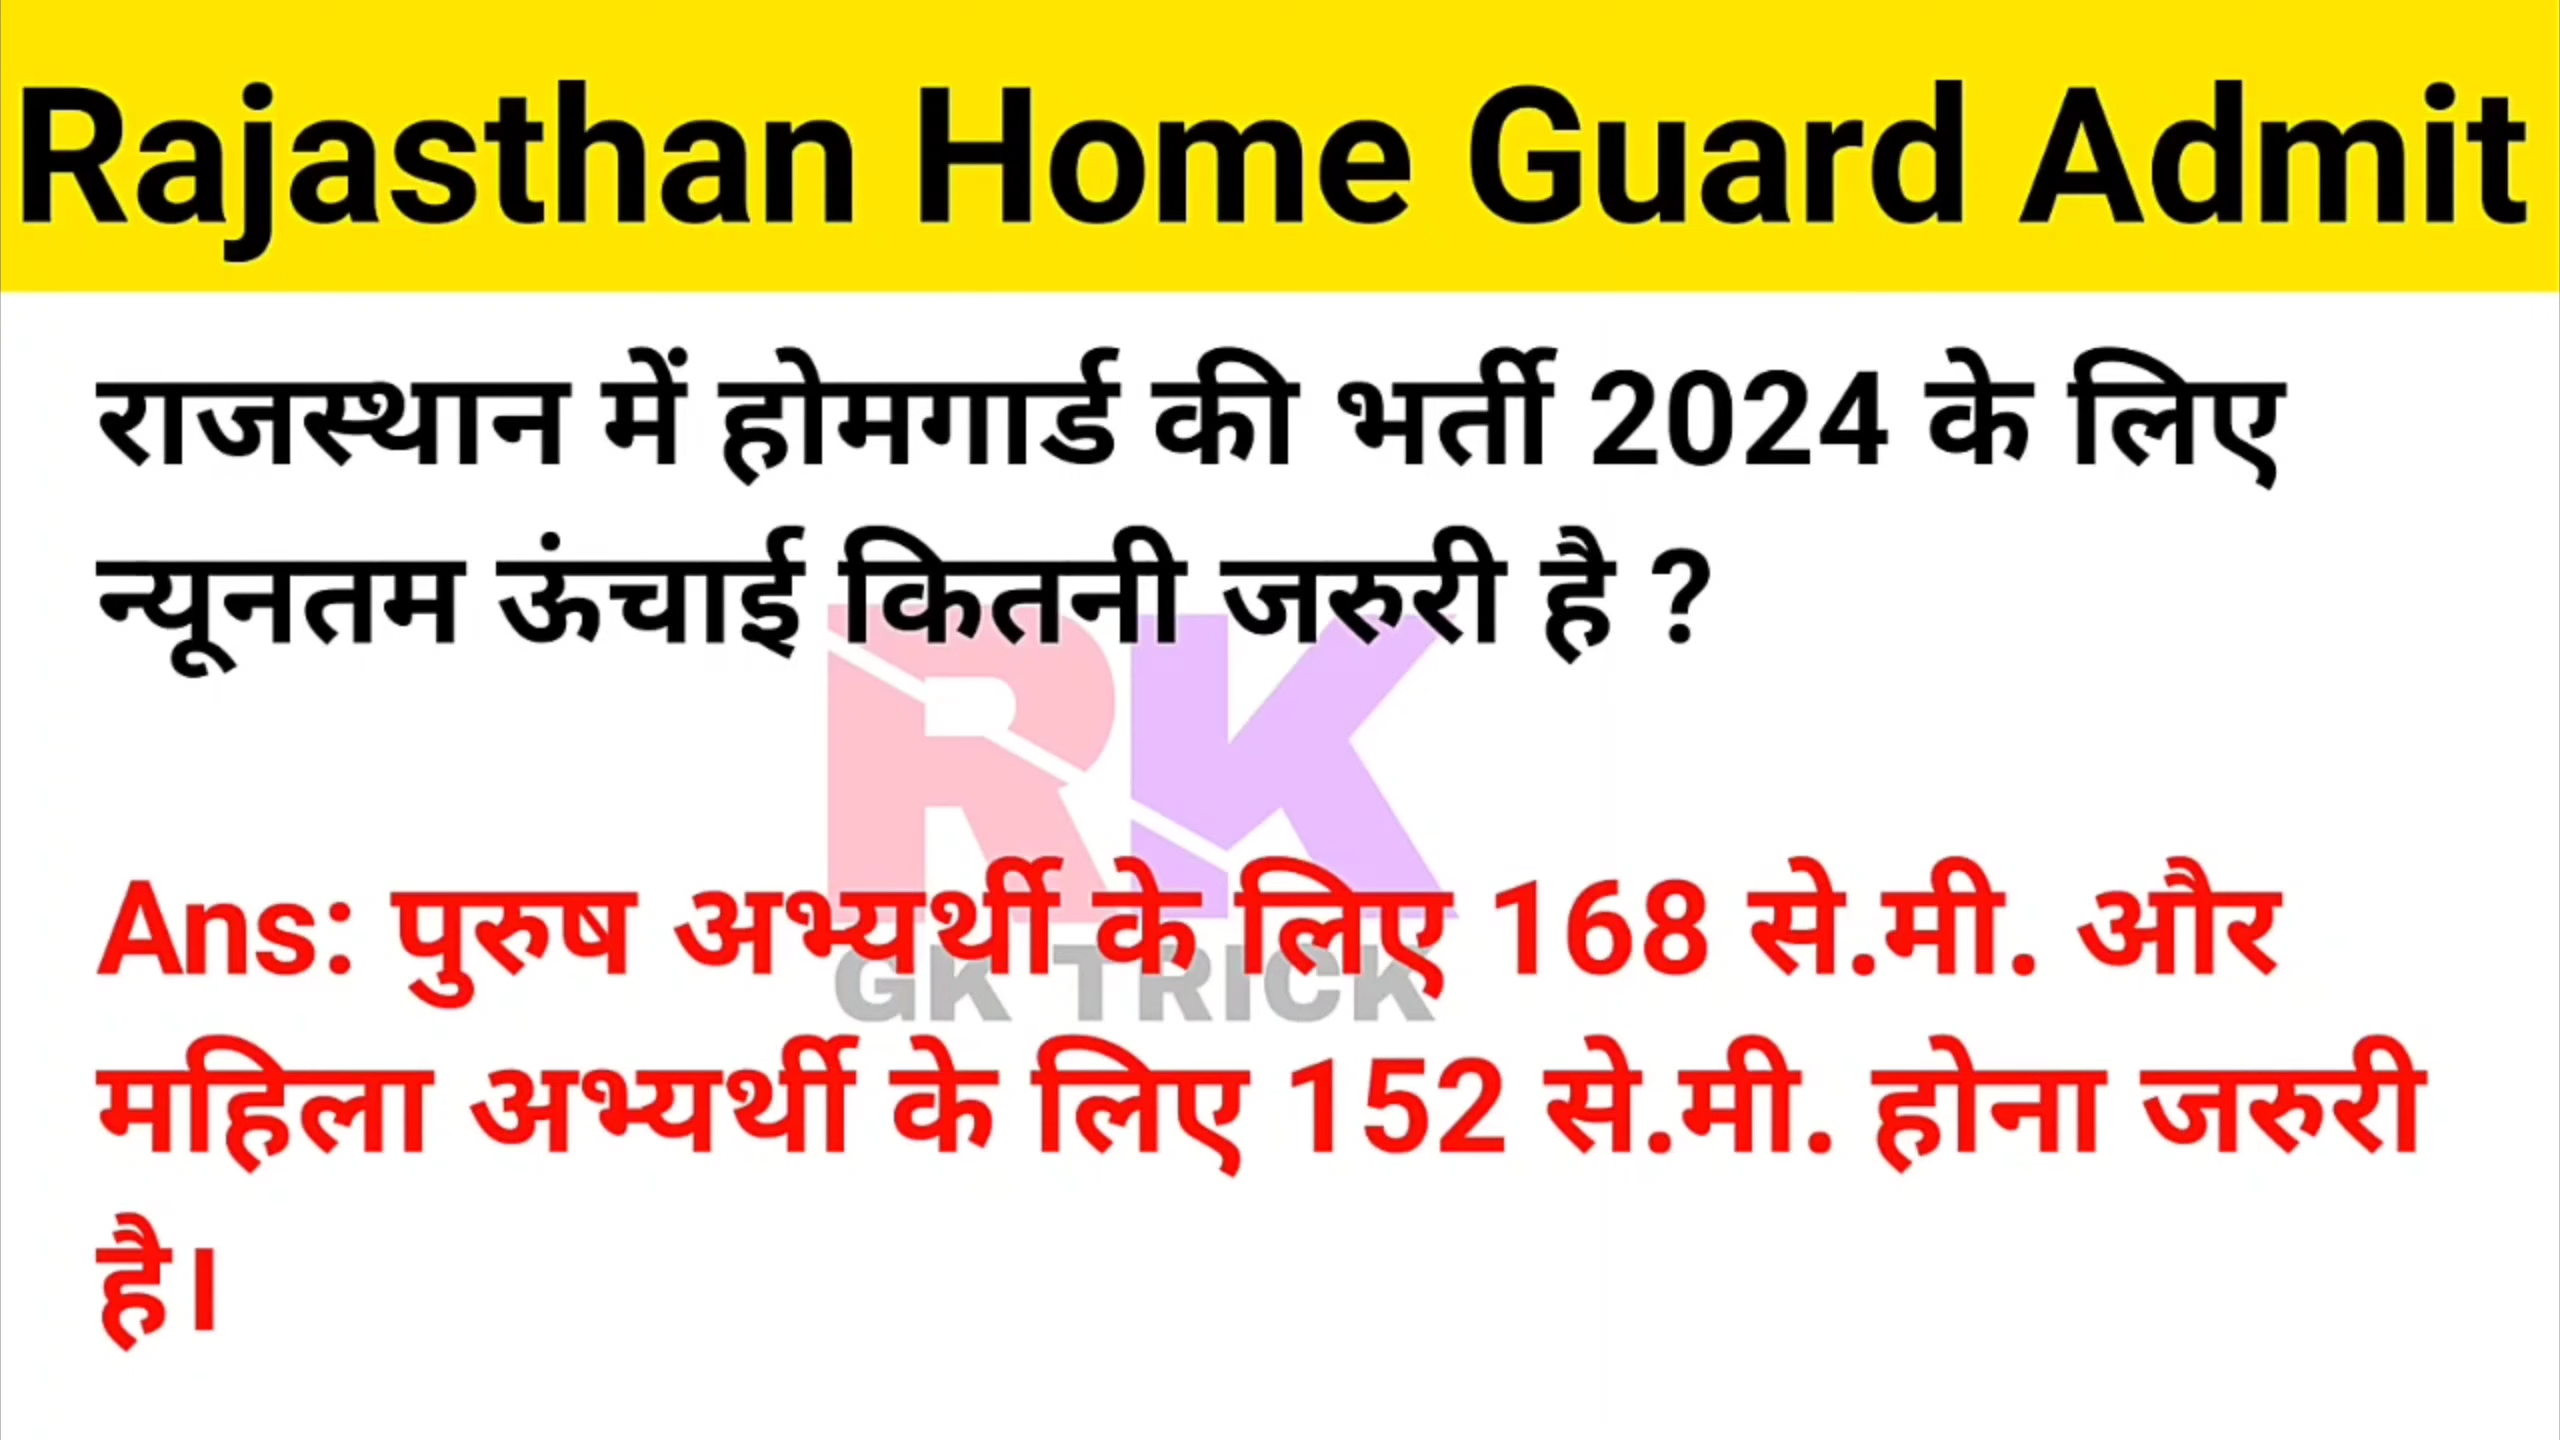 Rajasthan Home Guard Admit
राजस्थान में होमगार्ड की भर्ती 2024 के लिए
न्यूनतम ऊंचाई कितनी जरुरी है ?
RK
Ans: पुरुष अभ्यर्थी के लिए 168 से.मी. और
GK TRICK
महिला अभ्यर्थी के लिए 152 से.मी. होना जरुरी
है।